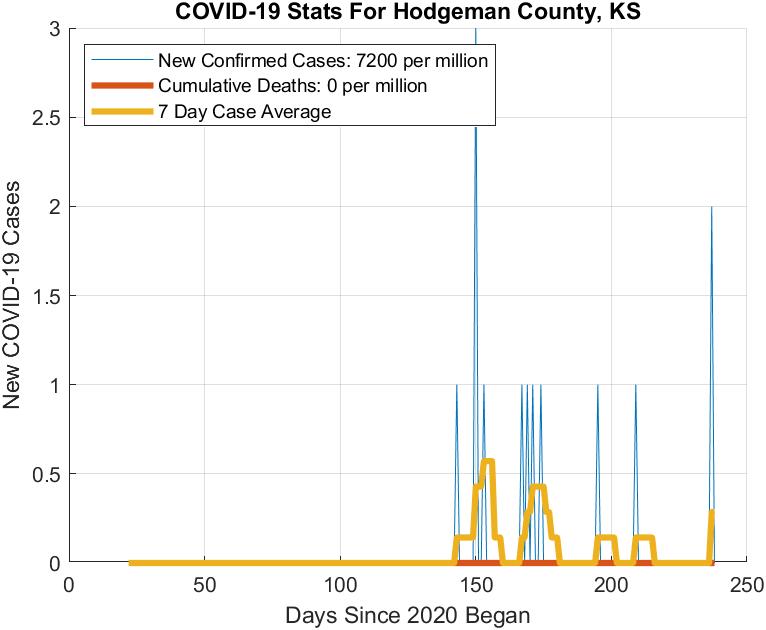 COVID-19 Stats For Hodgeman County, KS
3
2.5
2
1.5
1
0.5
0
New COVID-19 Cases
New Confirmed Cases: 7200 per million
Cumulative Deaths: 0 per million
7 Day Case Average
0 50 100 150 200 250
Days Since 2020 Began